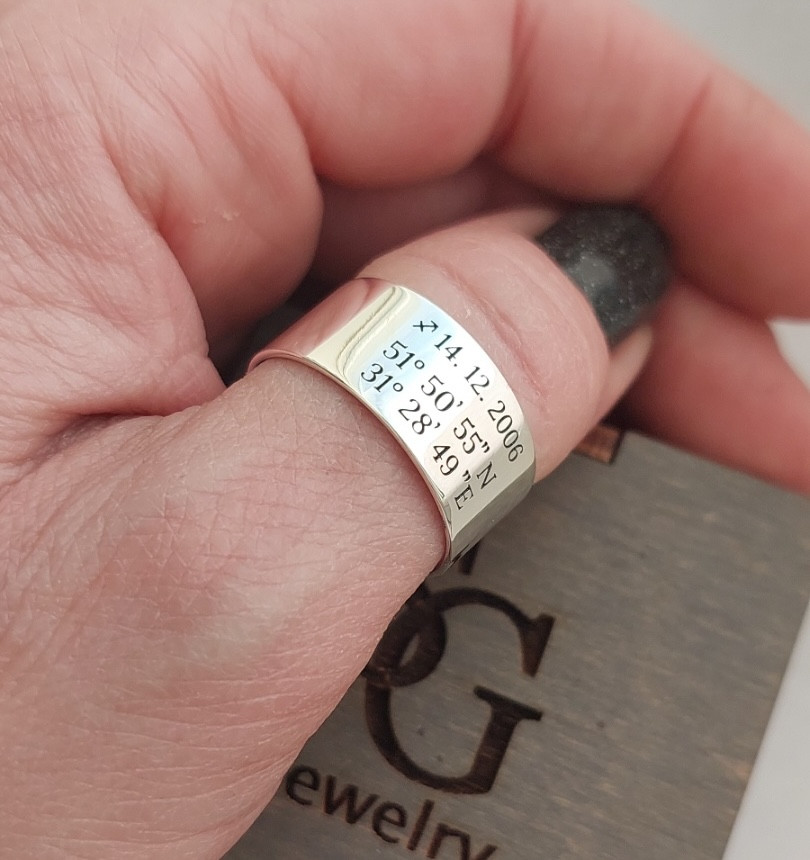 ♐ 14. 12. 2006
51° 50' 55" N
31° 28' 49" E
G
ewelry